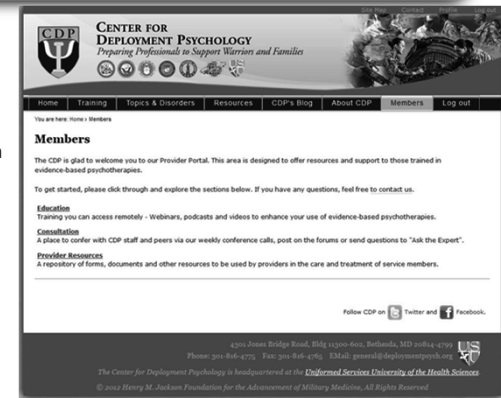 Site Map Contact Profile Log out
CDP
CENTER FOR
DEPLOYMENT PSYCHOLOGY
Preparing Professionals to Support Warriors and Families
Home Training Topics & Disorders Resources CDP's Blog About CDP Members Log out
You are here: Home › Members
Members
The CDP is glad to welcome you to our Provider Portal. This area is designed to offer resources and support to those trained in
evidence-based psychotherapies.
To get started, please click through and explore the sections below. If you have any questions, feel free to contact us.
Education
Training you can access remotely - Webinars, podcasts and videos to enhance your use of evidence-based psychotherapies.
Consultation
A place to confer with CDP staff and peers via our weekly conference calls, post on the forums or send questions to "Ask the Expert".
Provider Resources
A repository of forms, documents and other resources to be used by providers in the care and treatment of service members.
Follow CDP on Twitter and Facebook.
4301 Jones Bridge Road, Bldg 11300-602, Bethesda, MD 20814-4799
Phone: 301-816-4775 Fax: 301-816-4765 EMail: general@deploymentpsych.org
The Center for Deployment Psychology is headquartered at the Uniformed Services University of the Health Sciences.
© 2012 Henry M. Jackson Foundation for the Advancement of Military Medicine, All Rights Reserved